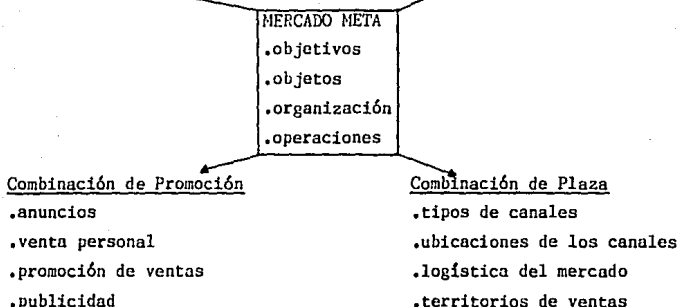 MERCADO META
.objetivos
.objetos
.organización
.operaciones
Combinación de Promoción
.anuncios
.venta personal
.promoción de ventas
.publicidad
Combinación de Plaza
.tipos de canales
.ubicaciones de los canales
.logística del mercado
.territorios de ventas